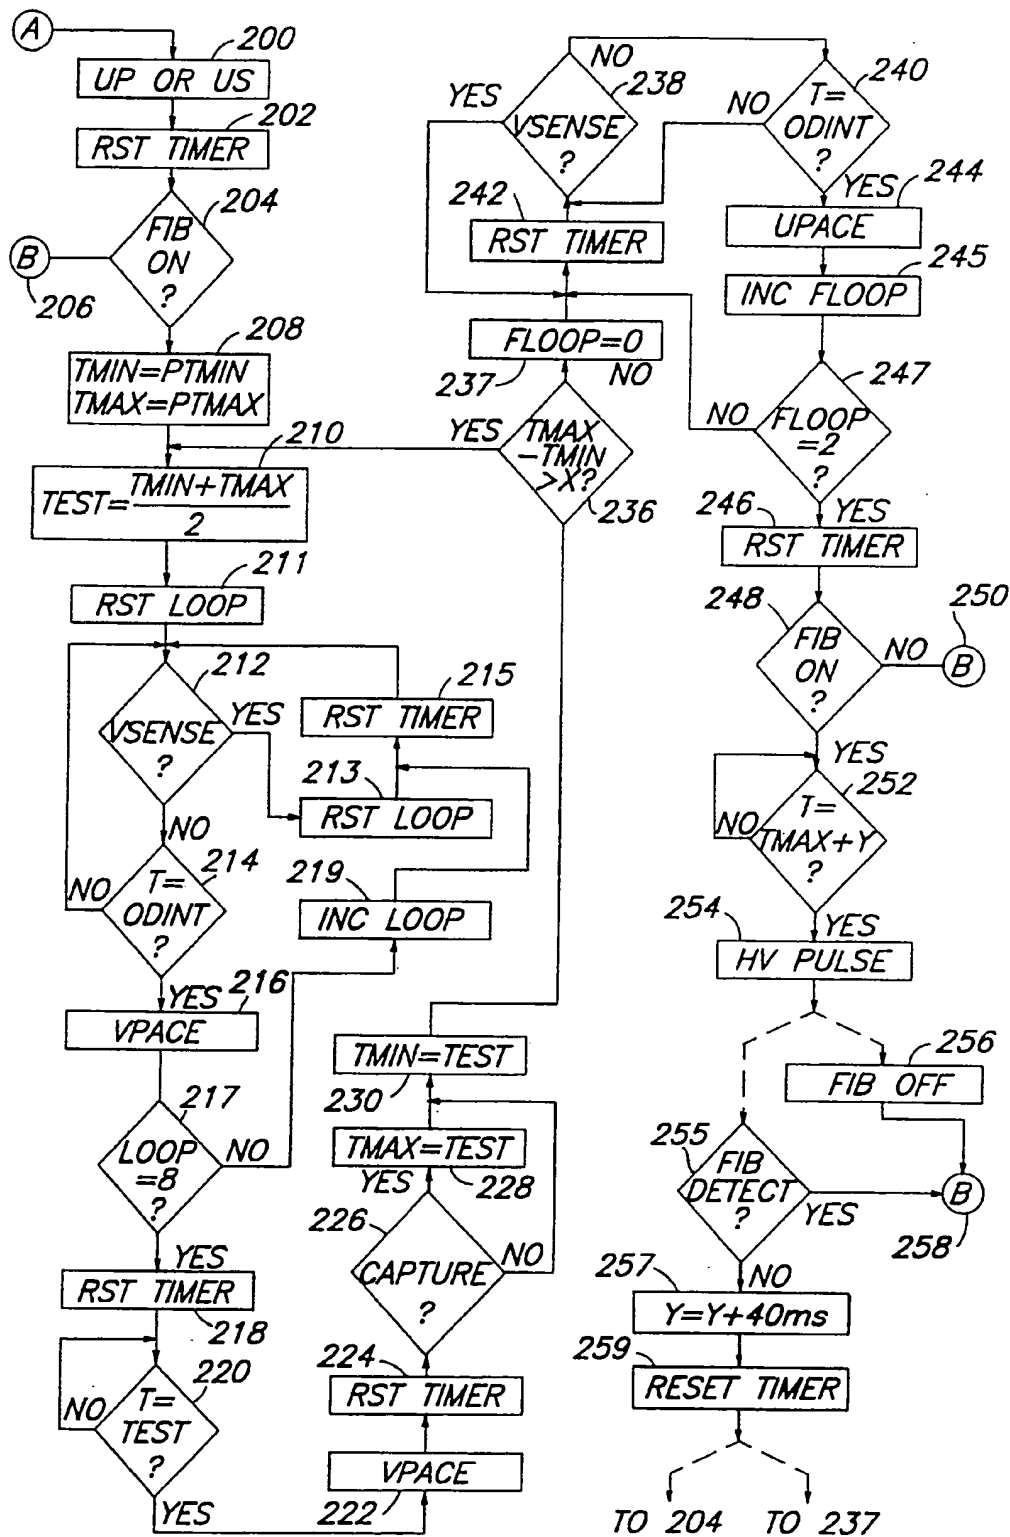 A
200
UP OR US
202
RST TIMER
204
FIB
ON
?
B
206
208
TMIN=PTMIN
TMAX=PTMAX
210
TEST=TMIN+TMAX
2
211
RST LOOP
212
VSENSE
?
YES
NO
215
RST TIMER
213
RST LOOP
214
T=
ODINT
?
NO
YES
219
INC LOOP
216
VPACE
217
LOOP
=8
?
NO
YES
RST TIMER
218
220
T=
TEST
?
NO
YES
VPACE
222
224
RST TIMER
226
CAPTURE
?
YES
NO
TMAX=TEST
228
TMIN=TEST
230
TMAX
-TMIN
>X?
236
YES
NO
FLOOP=0
237
242
RST TIMER
238
VSENSE
?
YES
NO
240
T=
ODINT
?
NO
YES
244
UPACE
245
INC FLOOP
247
FLOOP
=2
?
NO
YES
246
RST TIMER
248
FIB
ON
?
NO
250
B
YES
252
T=
TMAX+Y
?
NO
YES
254
HV PULSE
256
FIB OFF
255
FIB
DETECT
?
YES
B
258
NO
257
Y=Y+40ms
259
RESET TIMER
TO 204
TO 237